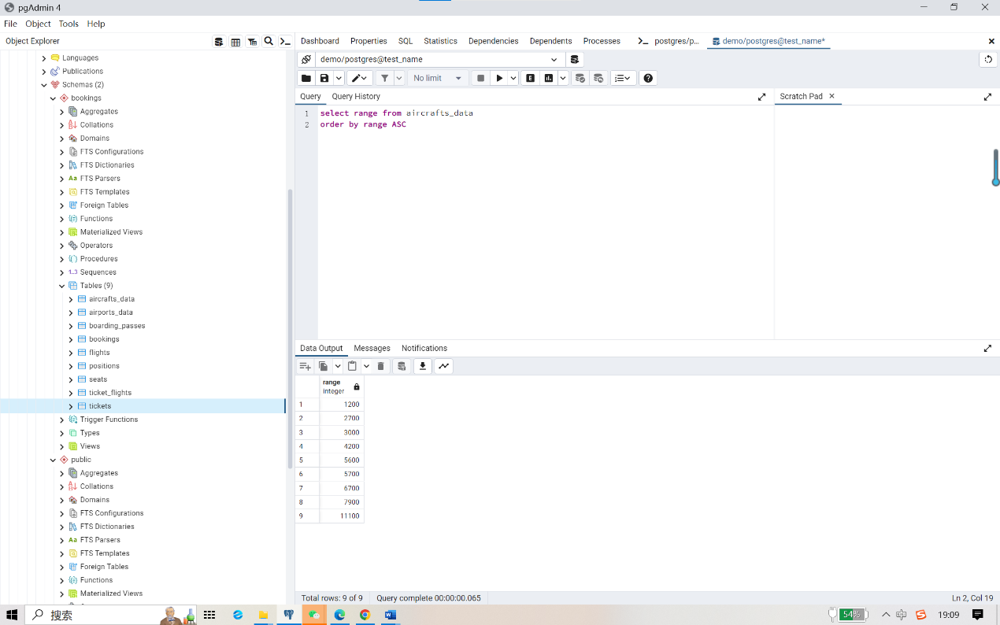 pgAdmin 4
File Object Tools Help
Object Explorer
Dashboard Properties SQL Statistics Dependencies Dependents Processes postgres/p... demo/postgres@test_name*
demo/postgres@test_name
No limit
E
Query Query History
Scratch Pad
1 select range from aircrafts_data
2 order by range ASC
Languages
Publications
Schemas (2)
bookings
Aggregates
Collations
Domains
FTS Configurations
FTS Dictionaries
Aa FTS Parsers
FTS Templates
Foreign Tables
Functions
Materialized Views
Operators
Procedures
1..3 Sequences
Tables (9)
aircrafts_data
airports_data
boarding_passes
bookings
flights
positions
seats
ticket_flights
tickets
Trigger Functions
Types
Views
public
Aggregates
Collations
Domains
FTS Configurations
FTS Dictionaries
Aa FTS Parsers
FTS Templates
Foreign Tables
Functions
Materialized Views
Data Output Messages Notifications
range
integer
1 1200
2 2700
3 3000
4 4200
5 5600
6 5700
7 6700
8 7900
9 11100
Total rows: 9 of 9 Query complete 00:00:00.065
Ln 2, Col 19
搜索
54%
中
19:09